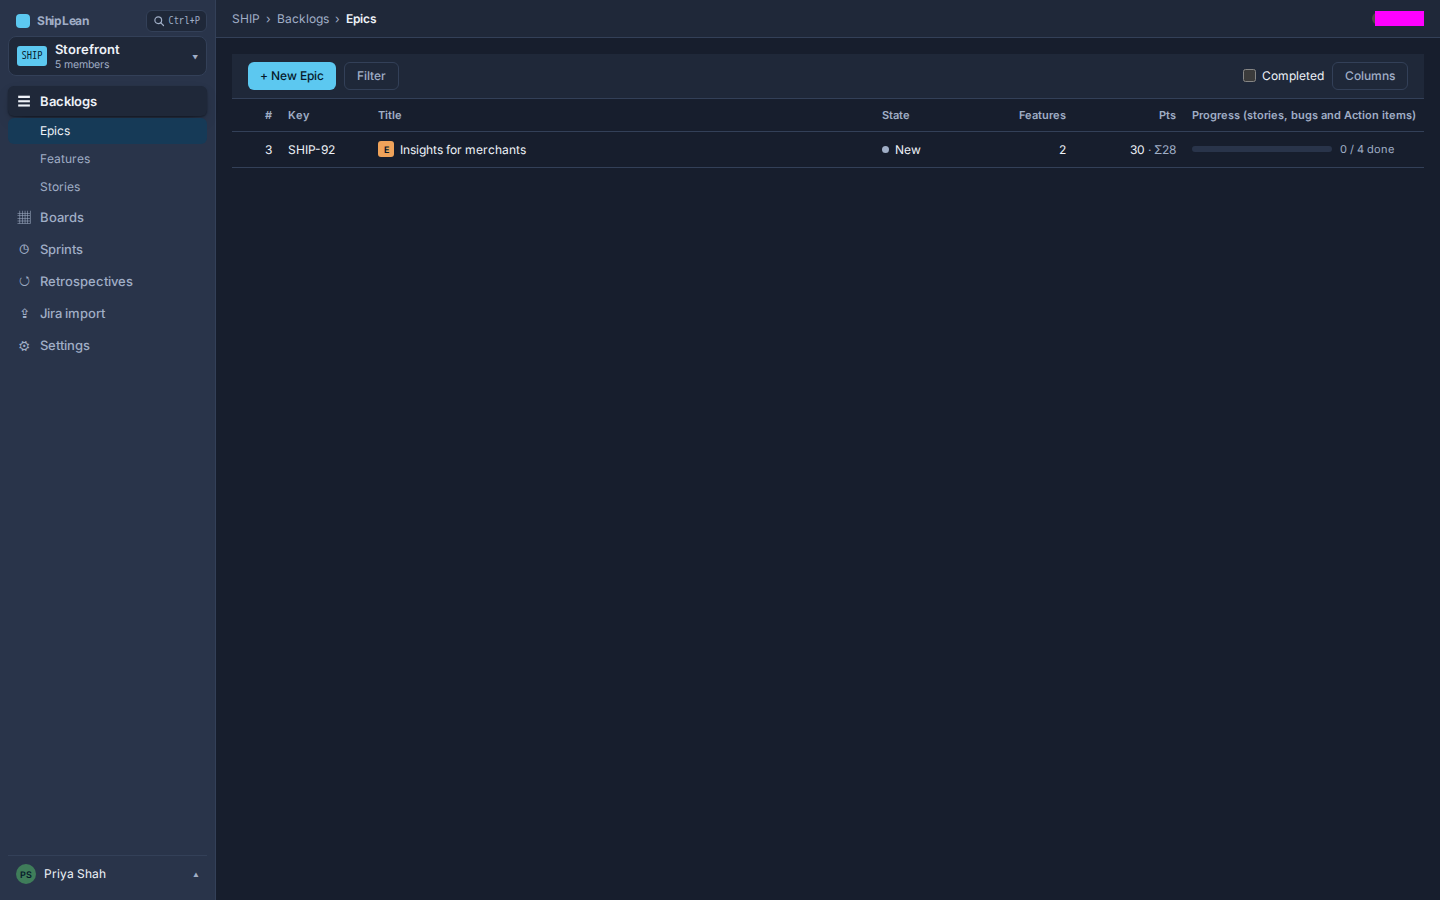 ShipLean
Ctrl+P
SHIP
Storefront
5 members
Backlogs
Epics
Features
Stories
Boards
Sprints
Retrospectives
Jira import
Settings
PS Priya Shah
SHIP › Backlogs › Epics
+ New Epic
Filter
Completed
Columns
# Key Title State Features Pts Progress (stories, bugs and Action items)
3 SHIP-92 E Insights for merchants New 2 30 · Σ28 0 / 4 done